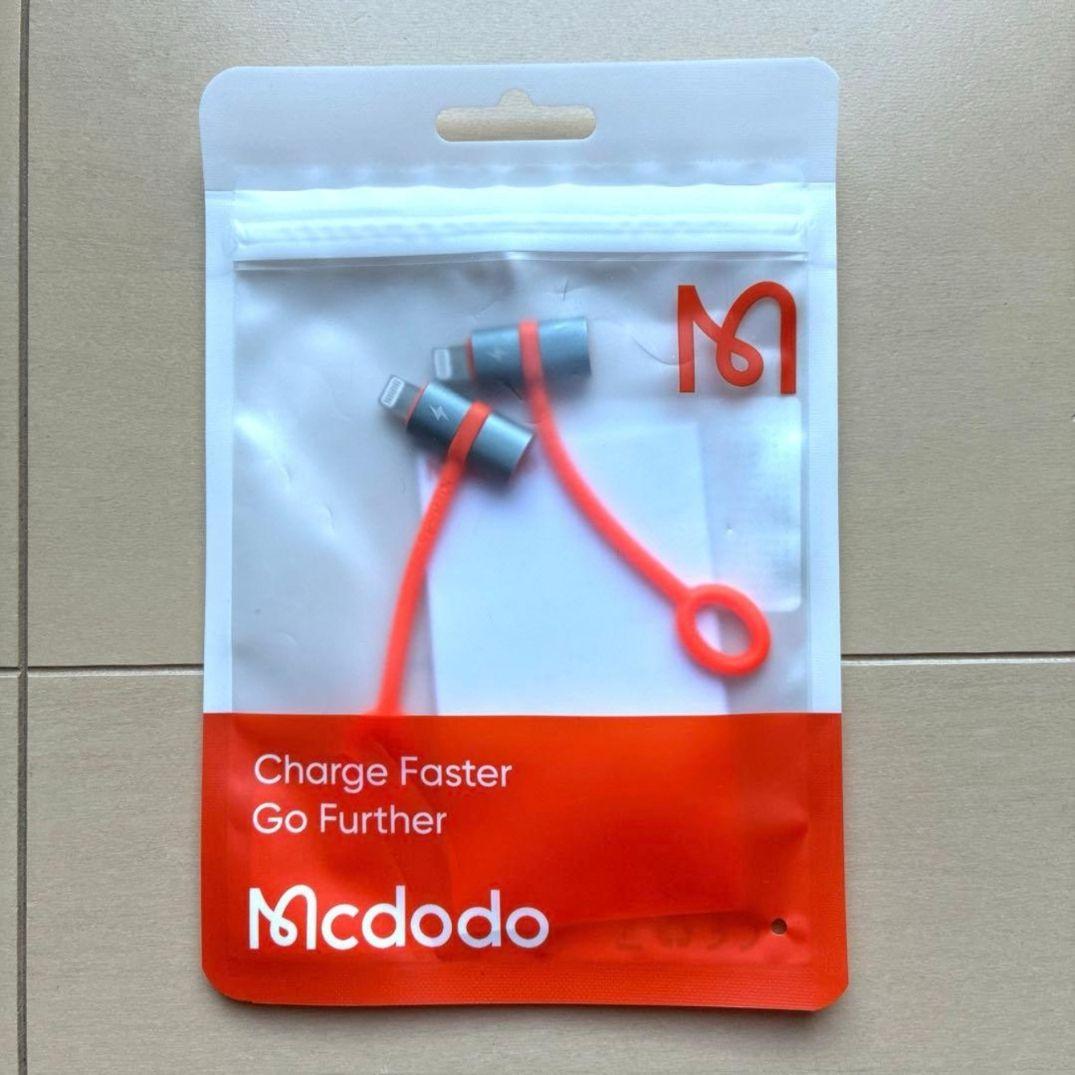 Charge Faster
Go Further
Mcdodo